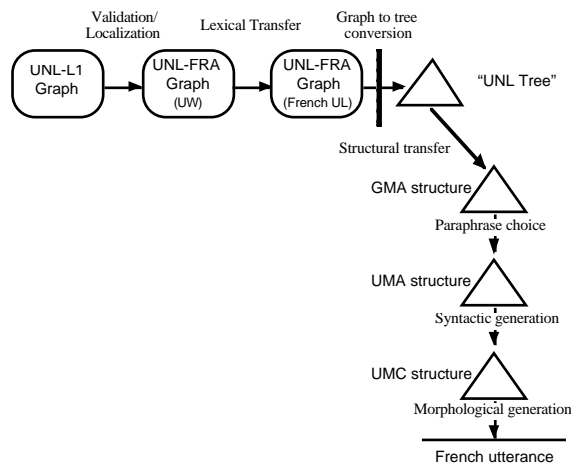 Validation/
Localization
Lexical Transfer
Graph to tree
conversion
UNL-L1
Graph
UNL-FRA
Graph
(UW)
UNL-FRA
Graph
(French UL)
“UNL Tree”
Structural transfer
GMA structure
Paraphrase choice
UMA structure
Syntactic generation
UMC structure
Morphological generation
French utterance